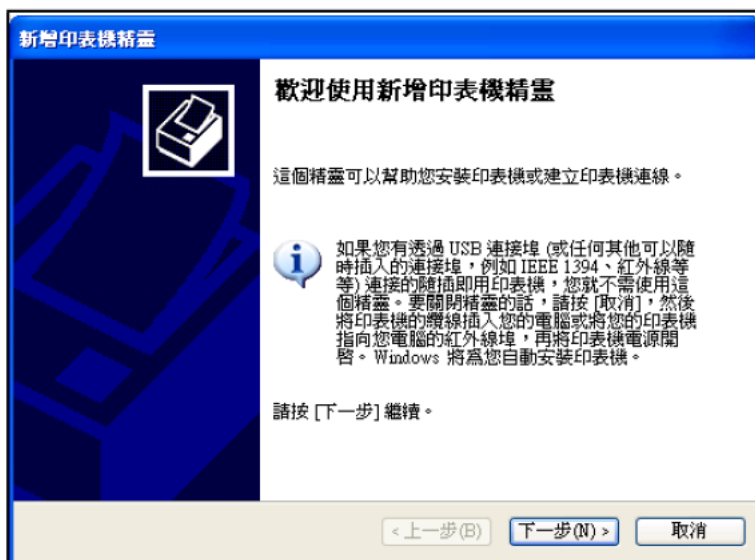 新增印表機精靈
歡迎使用新增印表機精靈
這個精靈可以幫助您安裝印表機或建立印表機連線。
如果您有透過 USB 連接埠 (或任何其他可以隨
時插入的連接埠，例如 IEEE 1394、紅外線等
等) 連接的隨插即用印表機，您就不需使用這
個精靈。要關閉精靈的話，請按 [取消]，然後
將印表機的纜線插入您的電腦或將您的印表機
指向您電腦的紅外線埠，再將印表機電源開
啓。Windows 將爲您自動安裝印表機。
請按 [下一步] 繼續。
<上一步(B)
下一步(N) >
取消